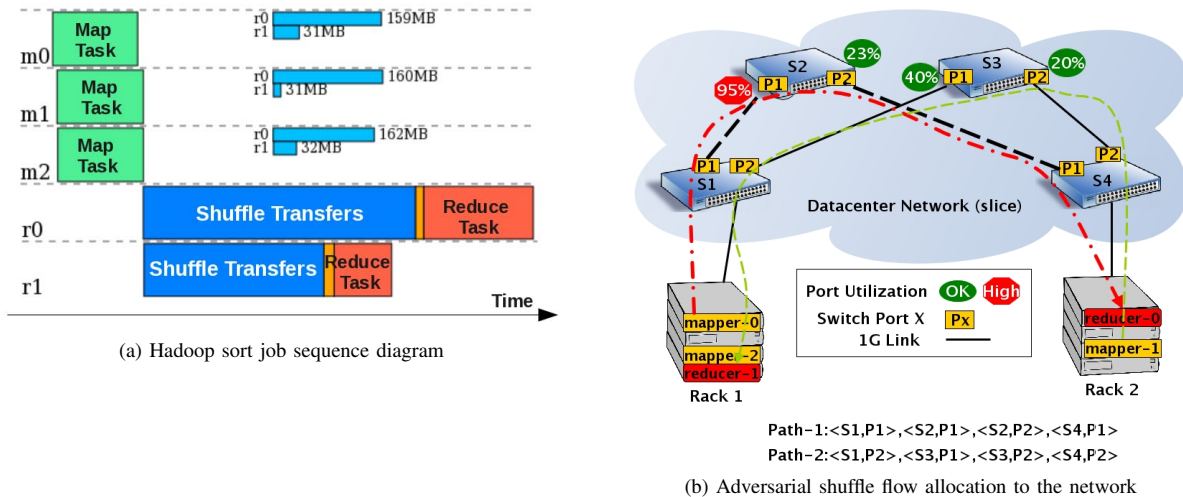 m0
Map
Task
r0
159MB
r1
31MB
m1
Map
Task
r0
160MB
r1
31MB
m2
Map
Task
r0
162MB
r1
32MB
r0
Shuffle Transfers
Reduce
Task
r1
Shuffle Transfers
Reduce
Task
Time
(a) Hadoop sort job sequence diagram
S2
23%
P1
P2
95%
S3
20%
40%
P1
P2
P1
P2
S1
P2
P1
S4
Datacenter Network (slice)
Port Utilization
OK
High
Switch Port X
Px
1G Link
mapper-0
mapper-2
reducer-1
Rack 1
reducer-0
mapper-1
Rack 2
Path-1:<S1,P1>,<S2,P1>,<S2,P2>,<S4,P1>
Path-2:<S1,P2>,<S3,P1>,<S3,P2>,<S4,P2>
(b) Adversarial shuffle flow allocation to the network